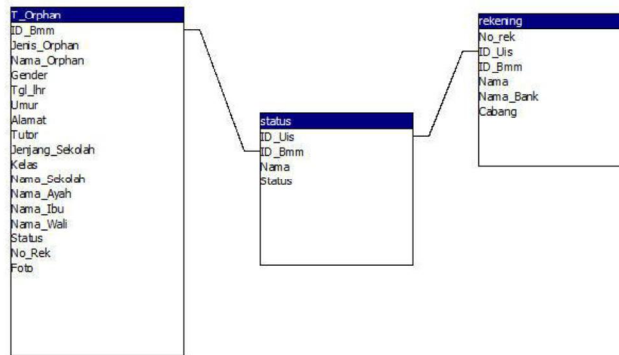 T_Orphan
ID_Bmm
Jenis_Orphan
Nama_Orphan
Gender
Tgl_lhr
Umur
Alamat
Tutor
Jenjang_Sekolah
Kelas
Nama_Sekolah
Nama_Ayah
Nama_Ibu
Nama_Wali
Status
No_Rek
Foto
status
ID_Uis
ID_Bmm
Nama
Status
rekening
No_rek
ID_Uis
ID_Bmm
Nama
Nama_Bank
Cabang